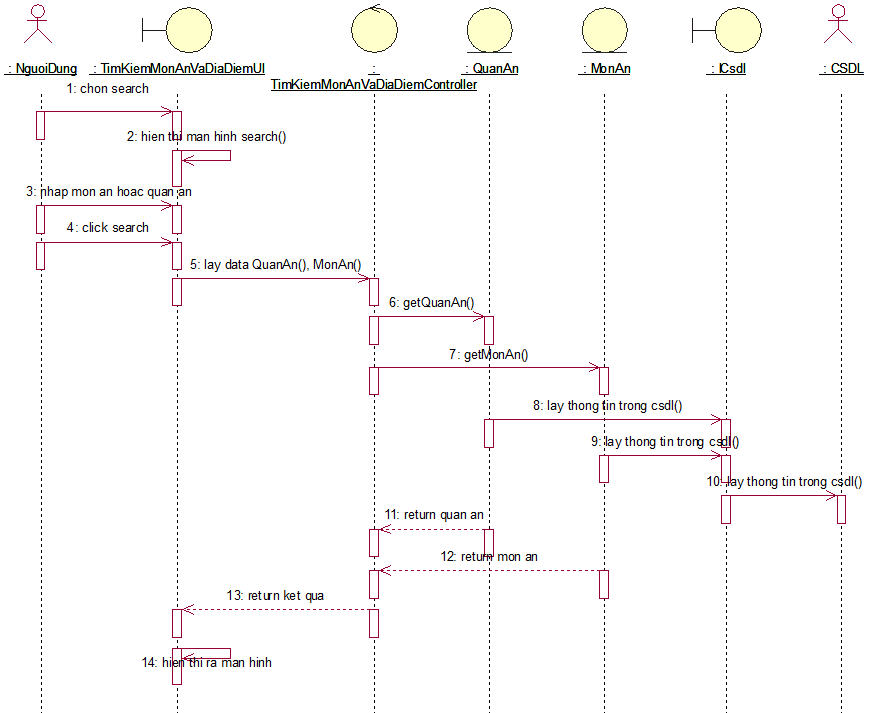 : NguoiDung
: TimKiemMonAnVaDiaDiemUI
:
TimKiemMonAnVaDiaDiemController
: QuanAn
: MonAn
: ICsdl
: CSDL
1: chon search
2: hien thi man hinh search()
3: nhap mon an hoac quan an
4: click search
5: lay data QuanAn(), MonAn()
6: getQuanAn()
7: getMonAn()
8: lay thong tin trong csdl()
9: lay thong tin trong csdl()
10: lay thong tin trong csdl()
11: return quan an
12: return mon an
13: return ket qua
14: hien thi ra man hinh